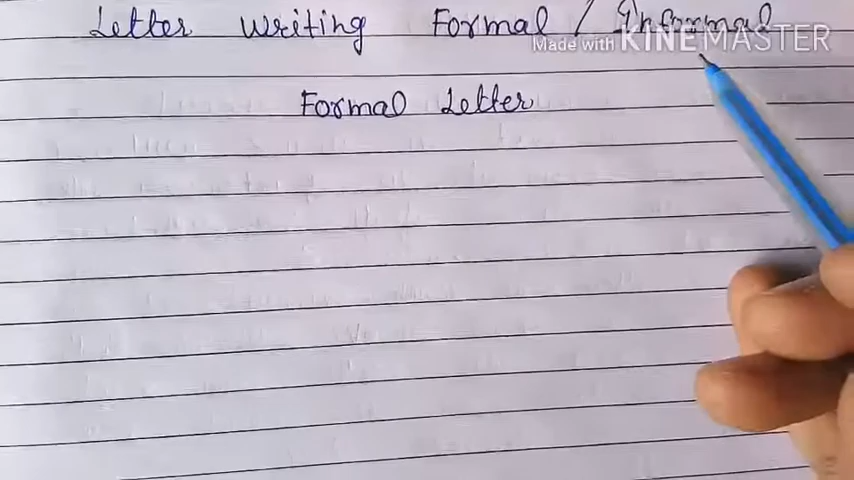 Letter Writing Formal / Informal
Made with KINEMASTER
Formal Letter